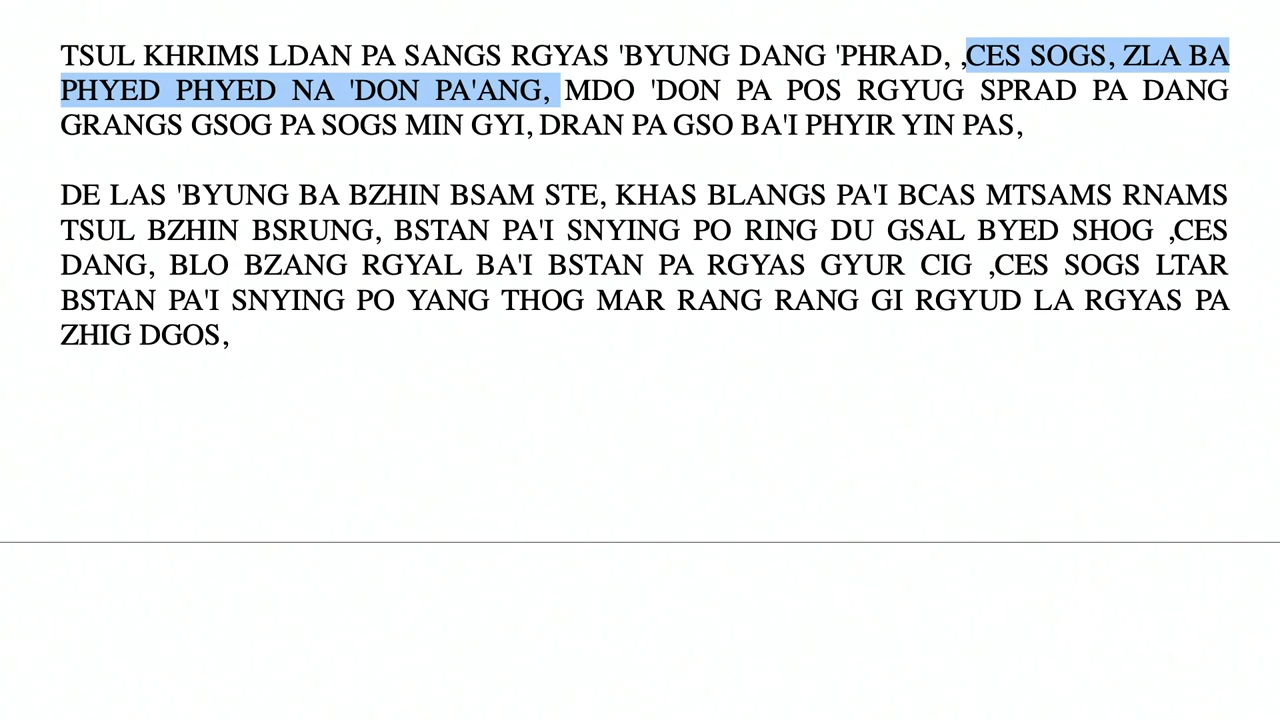 TSUL KHRIMS LDAN PA SANGS RGYAS 'BYUNG DANG 'PHRAD, ,CES SOGS, ZLA BA
PHYED PHYED NA 'DON PA'ANG, MDO 'DON PA POS RGYUG SPRAD PA DANG
GRANGS GSOG PA SOGS MIN GYI, DRAN PA GSO BA'I PHYIR YIN PAS,
DE LAS 'BYUNG BA BZHIN BSAM STE, KHAS BLANGS PA'I BCAS MTSAMS RNAMS
TSUL BZHIN BSRUNG, BSTAN PA'I SNYING PO RING DU GSAL BYED SHOG ,CES
DANG, BLO BZANG RGYAL BA'I BSTAN PA RGYAS GYUR CIG ,CES SOGS LTAR
BSTAN PA'I SNYING PO YANG THOG MAR RANG RANG GI RGYUD LA RGYAS PA
ZHIG DGOS,